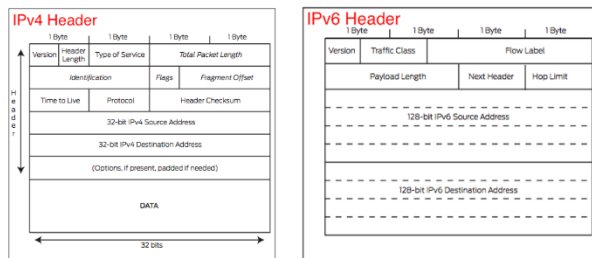 IPv4 Header
1 Byte 1 Byte 1 Byte 1 Byte
Version Header Length Type of Service Total Packet Length
Identification Flags Fragment Offset
Time to Live Protocol Header Checksum
32-bit IPv4 Source Address
32-bit IPv4 Destination Address
(Options, if present, padded if needed)
DATA
32 bits
Header
IPv6 Header
1 Byte 1 Byte 1 Byte 1 Byte
Version Traffic Class Flow Label
Payload Length Next Header Hop Limit
128-bit IPv6 Source Address
128-bit IPv6 Destination Address